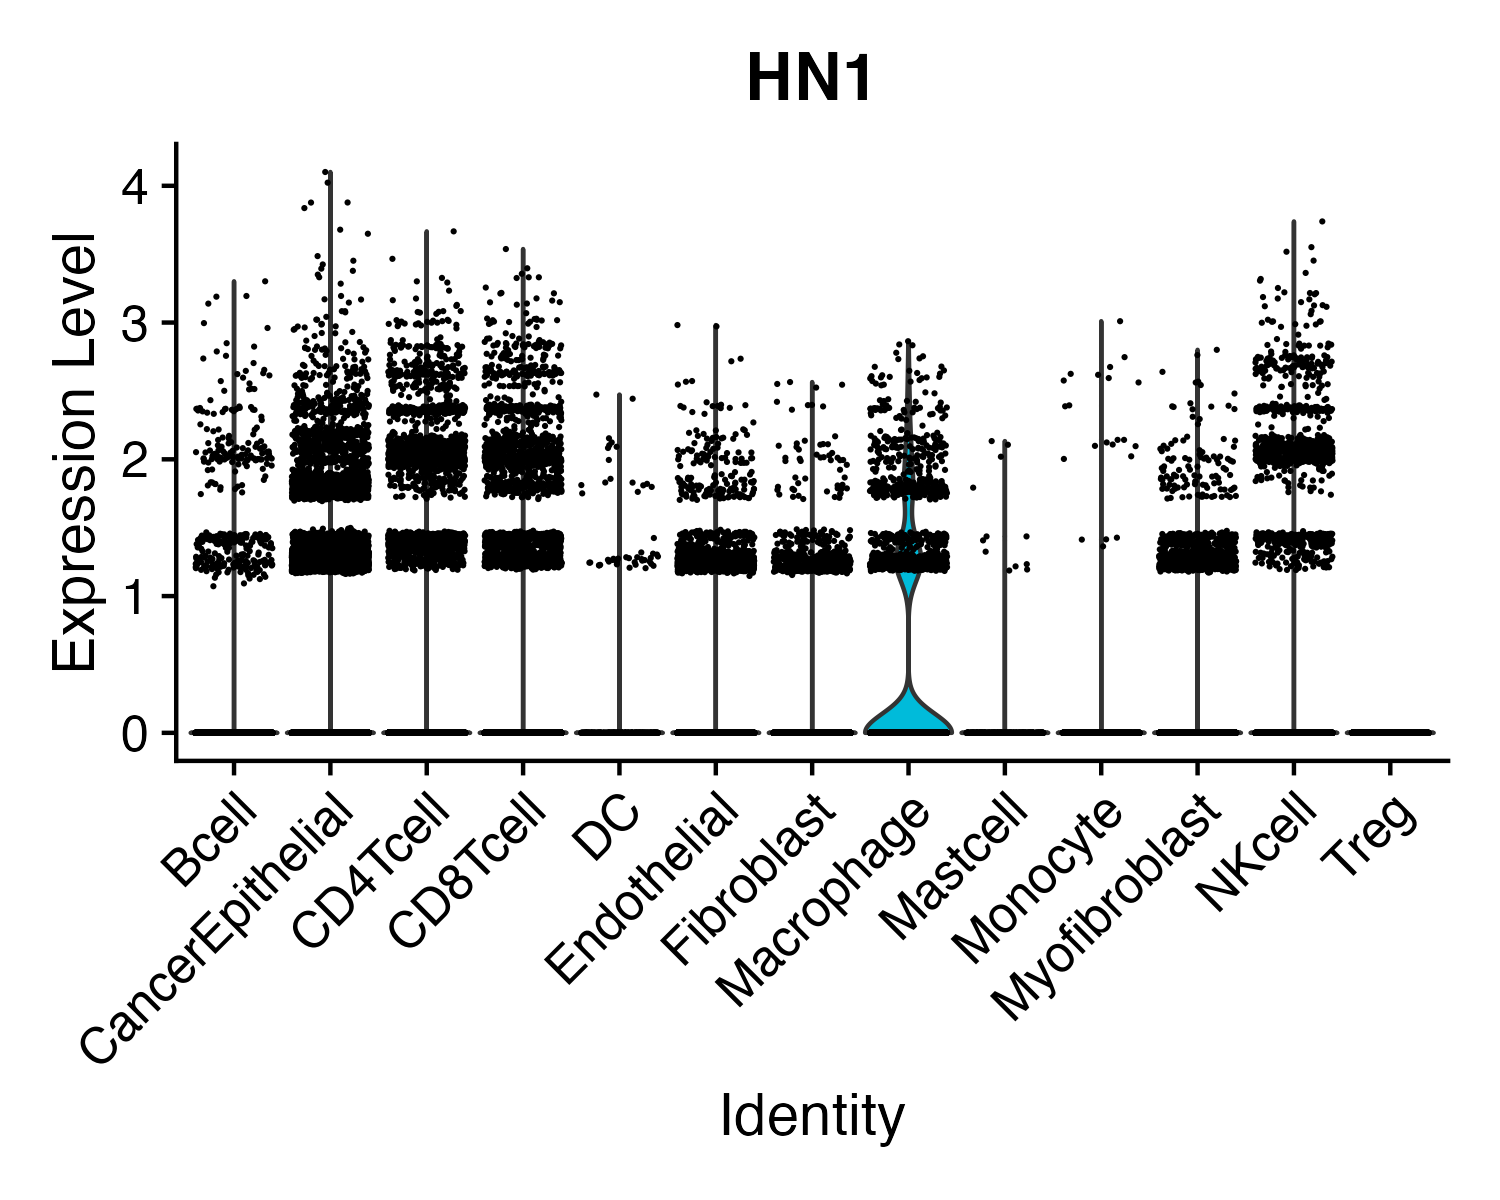 HN1
Expression Level
4
3
2
1
0
Bcell
CancerEpithelial
CD4Tcell
CD8Tcell
DC
Endothelial
Fibroblast
Macrophage
Mastcell
Monocyte
Myofibroblast
NKcell
Treg
Identity